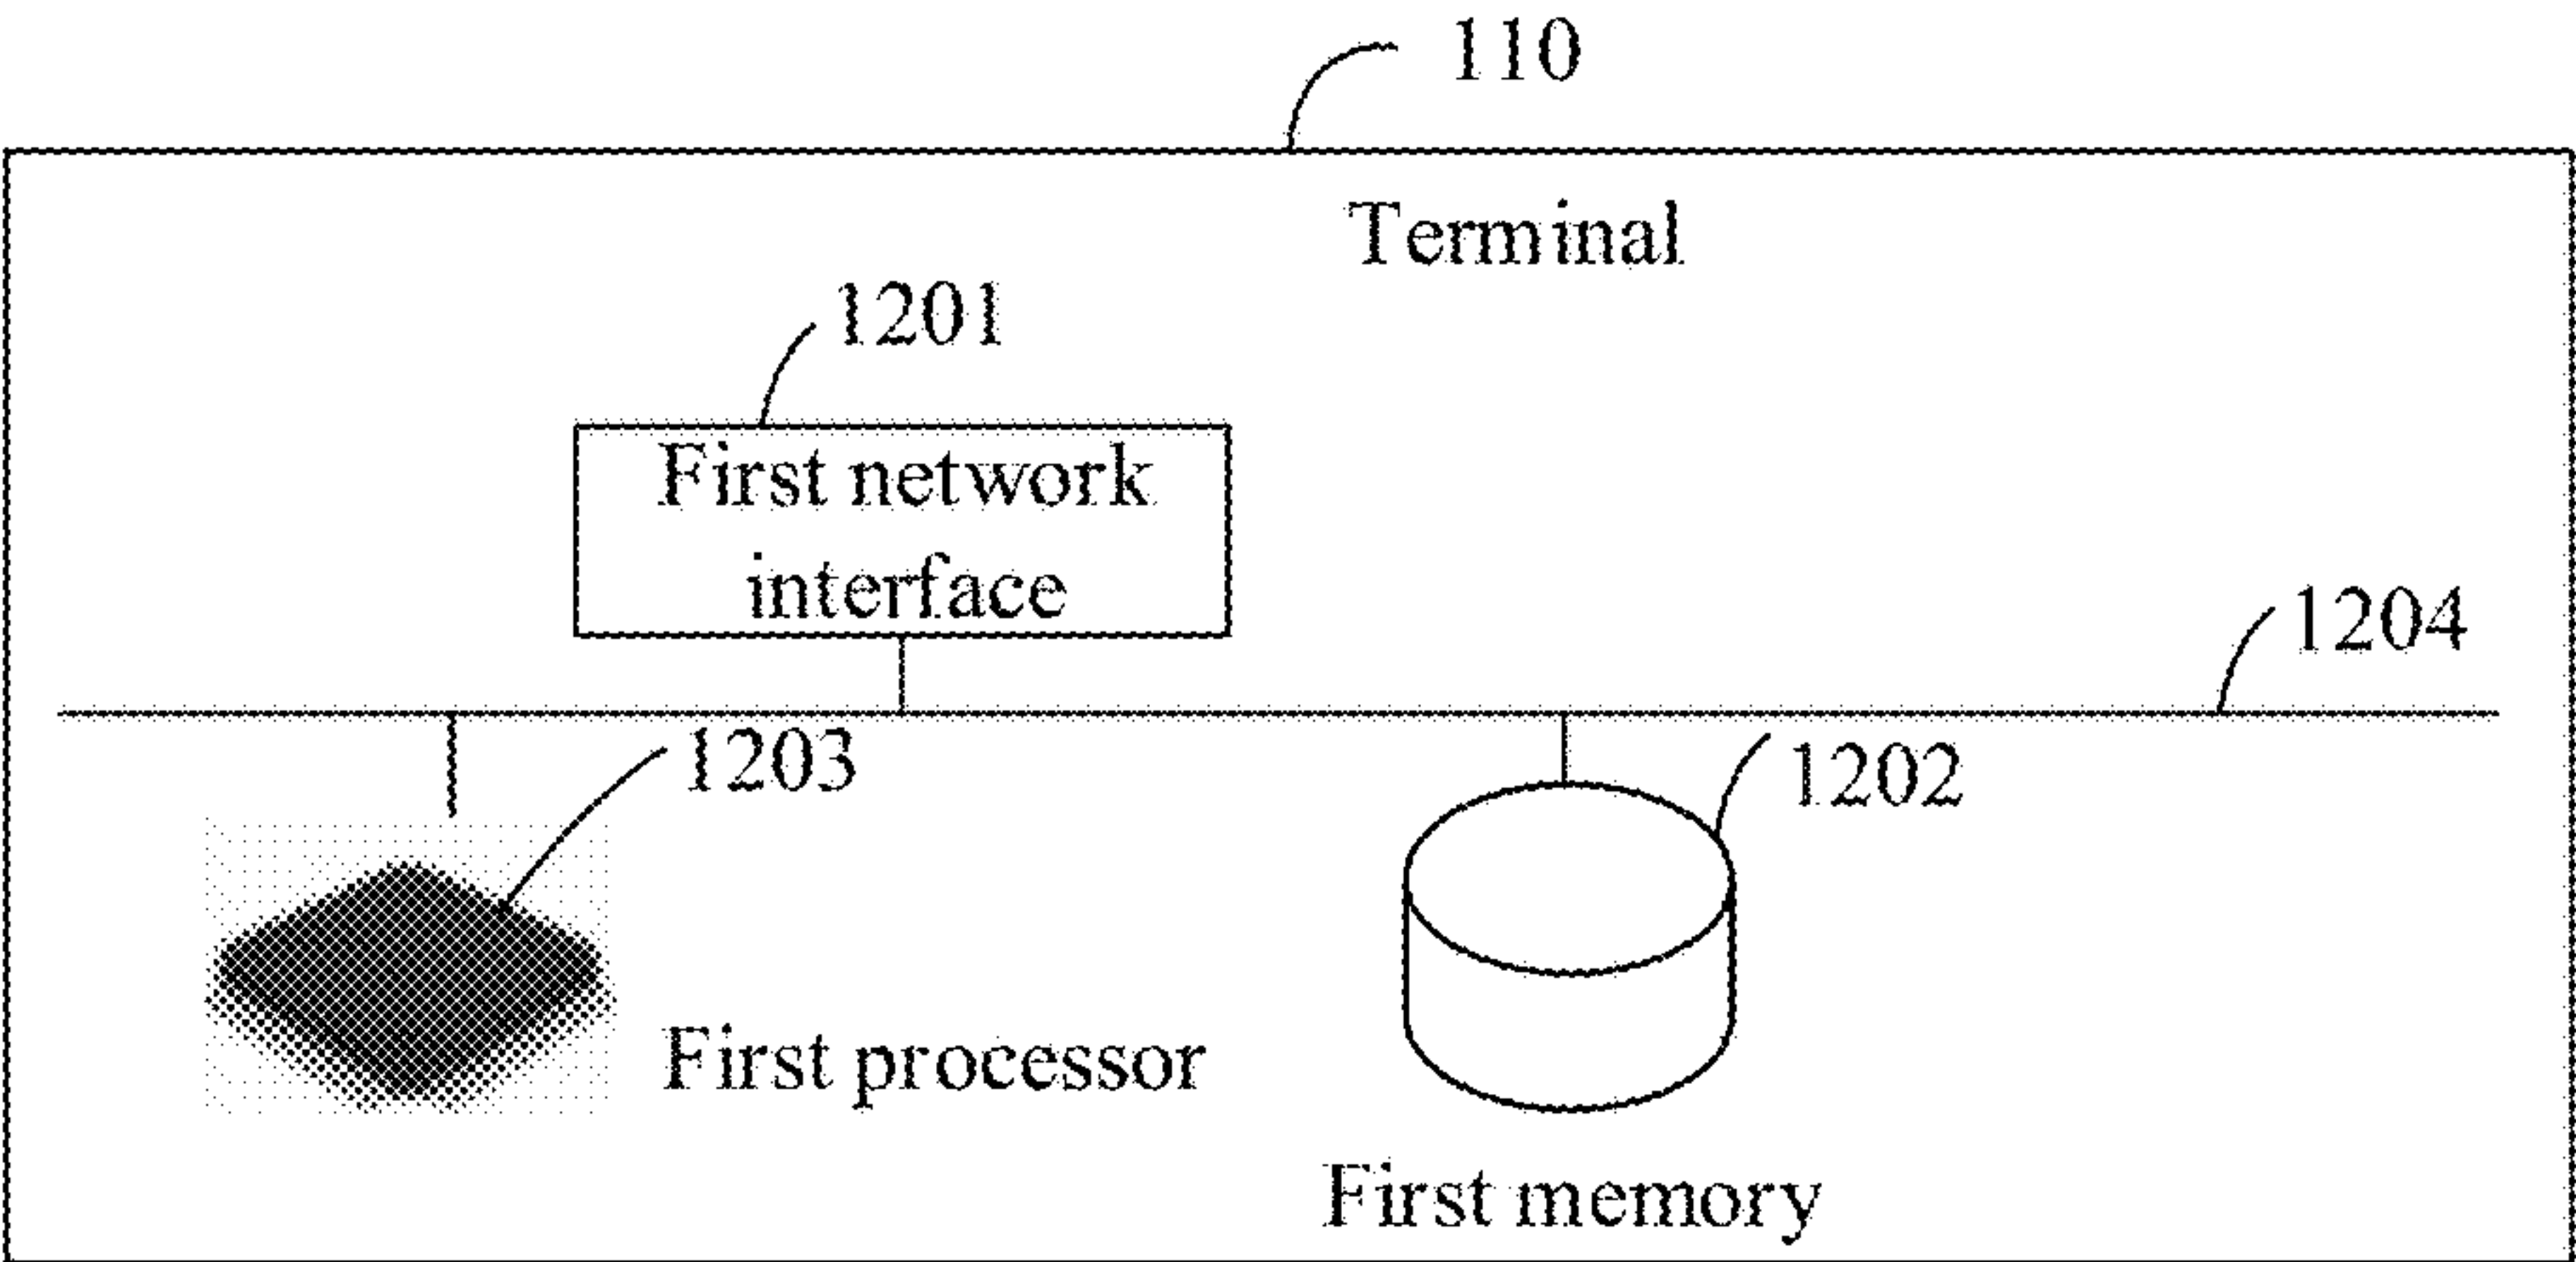 110
Terminal
1201
First network
interface
1204
1203
1202
First processor
First memory